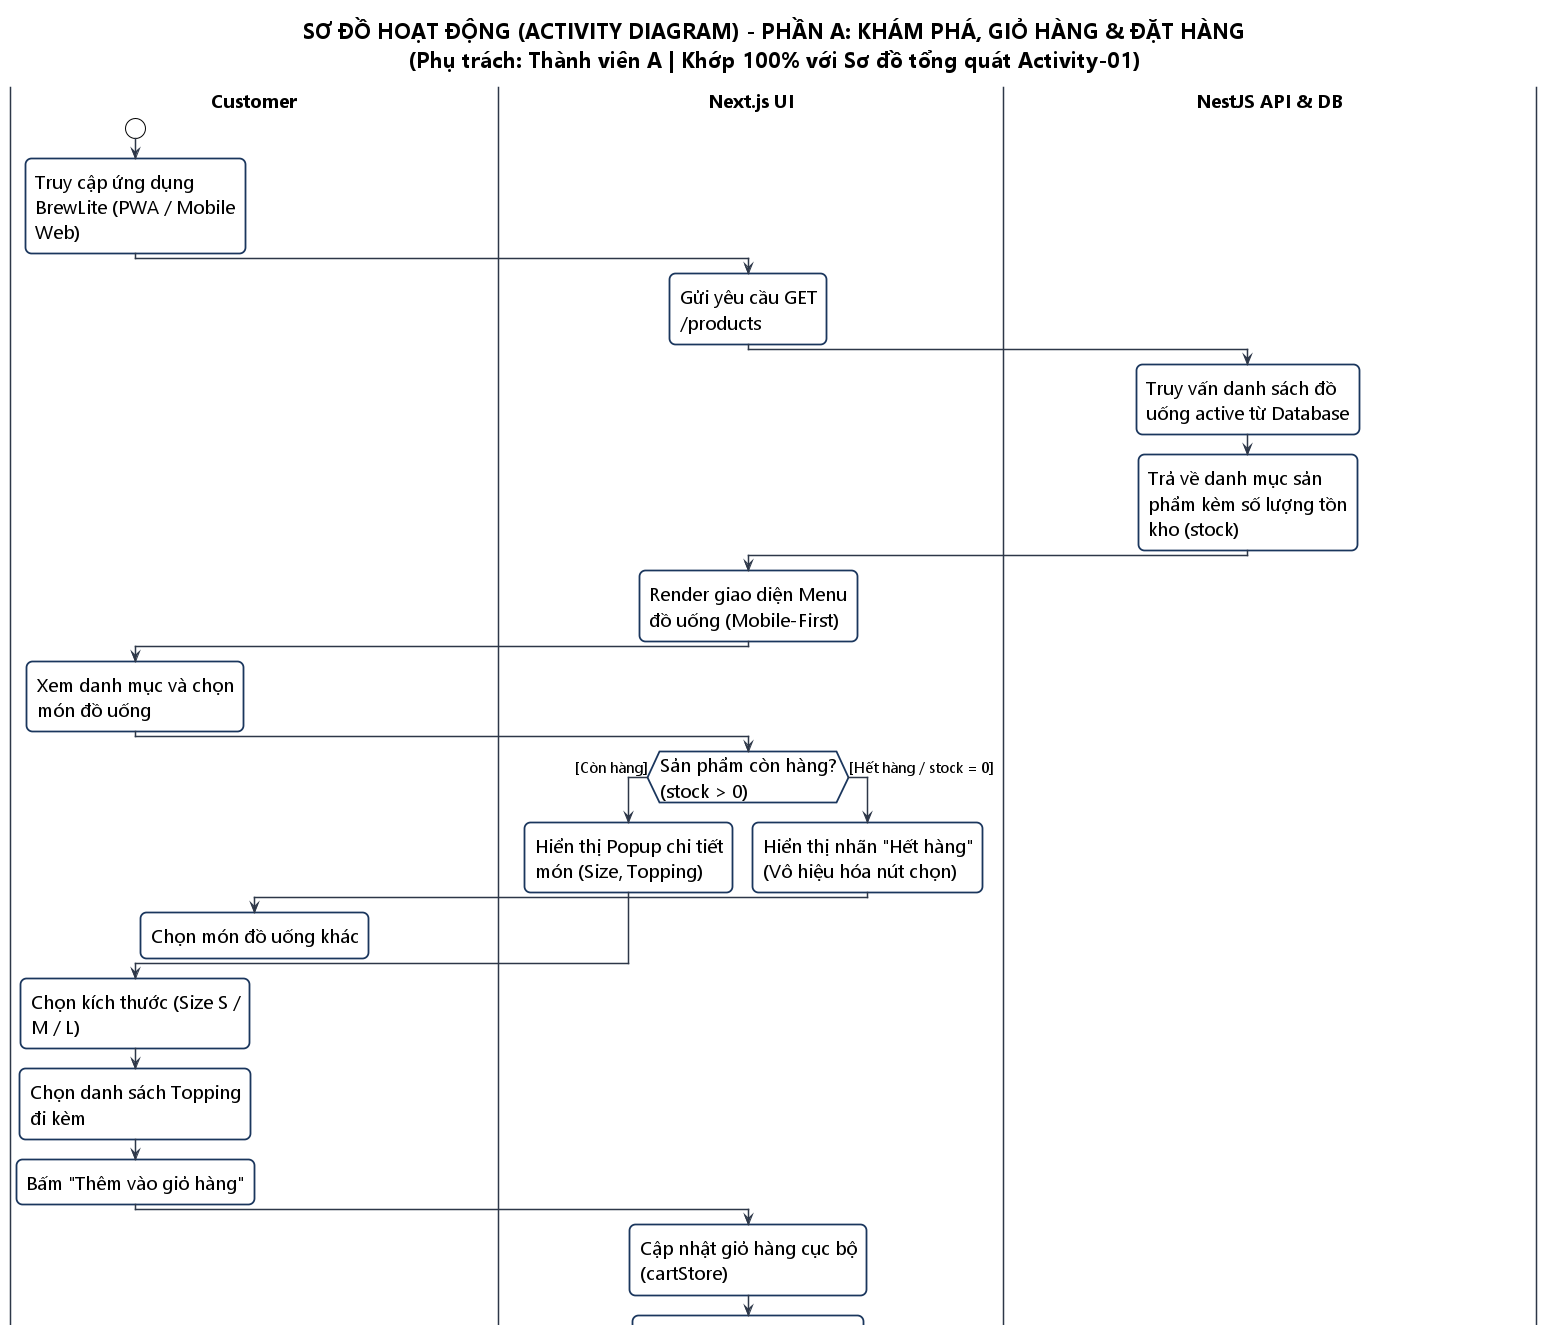 SƠ ĐỒ HOẠT ĐỘNG (ACTIVITY DIAGRAM) - PHẦN A: KHÁM PHÁ, GIỎ HÀNG & ĐẶT HÀNG
(Phụ trách: Thành viên A | Khớp 100% với Sơ đồ tổng quát Activity-01)
Customer
Next.js UI
NestJS API & DB
Truy cập ứng dụng
BrewLite (PWA / Mobile
Web)
Gửi yêu cầu GET
/products
Truy vấn danh sách đồ
uống active từ Database
Trả về danh mục sản
phẩm kèm số lượng tồn
kho (stock)
Render giao diện Menu
đồ uống (Mobile-First)
Xem danh mục và chọn
món đồ uống
[Còn hàng]
Sản phẩm còn hàng?
(stock > 0)
[Hết hàng / stock = 0]
Hiển thị Popup chi tiết
món (Size, Topping)
Hiển thị nhãn "Hết hàng"
(Vô hiệu hóa nút chọn)
Chọn món đồ uống khác
Chọn kích thước (Size S /
M / L)
Chọn danh sách Topping
đi kèm
Bấm "Thêm vào giỏ hàng"
Cập nhật giỏ hàng cục bộ
(cartStore)